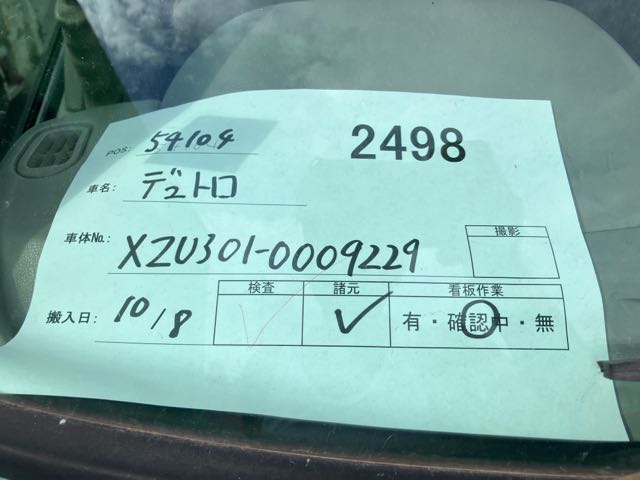 POS: 54104 2498
車名: デュトロ
車体No.: XZU301-0009229 撮影
検査 諸元 看板作業
搬入日: 10/8 ✓ ✓ 有・確認中・無